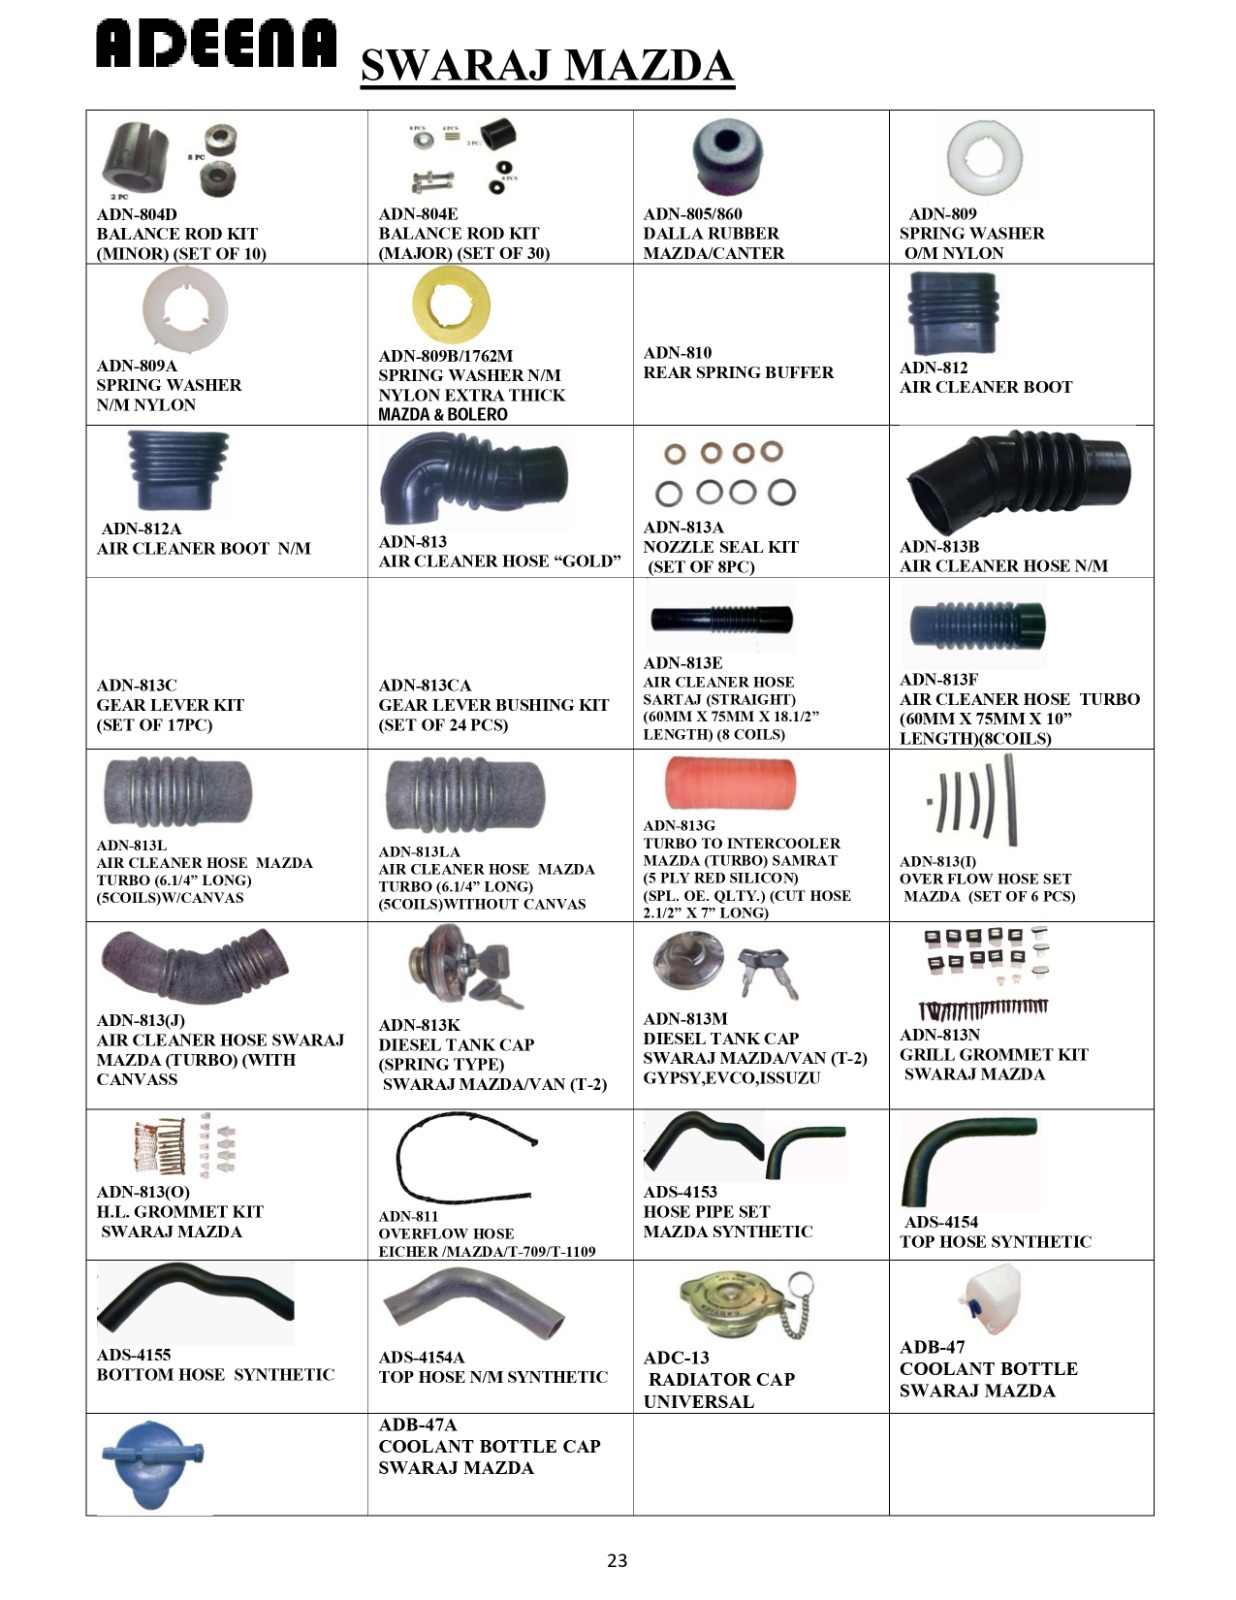 ADEENA
SWARAJ MAZDA
8 PC
2 PC
ADN-804D
BALANCE ROD KIT
(MINOR) (SET OF 10)
8 PCS
4 PCS
2 PC
8 PCS
ADN-804E
BALANCE ROD KIT
(MAJOR) (SET OF 30)
ADN-805/860
DALLA RUBBER
MAZDA/CANTER
ADN-809
SPRING WASHER
O/M NYLON
ADN-809A
SPRING WASHER
N/M NYLON
ADN-809B/1762M
SPRING WASHER N/M
NYLON EXTRA THICK
MAZDA & BOLERO
ADN-810
REAR SPRING BUFFER
ADN-812
AIR CLEANER BOOT
ADN-812A
AIR CLEANER BOOT N/M
ADN-813
AIR CLEANER HOSE “GOLD”
ADN-813A
NOZZLE SEAL KIT
(SET OF 8PC)
ADN-813B
AIR CLEANER HOSE N/M
ADN-813C
GEAR LEVER KIT
(SET OF 17PC)
ADN-813CA
GEAR LEVER BUSHING KIT
(SET OF 24 PCS)
ADN-813E
AIR CLEANER HOSE
SARTAJ (STRAIGHT)
(60MM X 75MM X 18.1/2”
LENGTH) (8 COILS)
ADN-813F
AIR CLEANER HOSE TURBO
(60MM X 75MM X 10”
LENGTH)(8COILS)
ADN-813L
AIR CLEANER HOSE MAZDA
TURBO (6.1/4” LONG)
(5COILS)W/CANVAS
ADN-813LA
AIR CLEANER HOSE MAZDA
TURBO (6.1/4” LONG)
(5COILS)WITHOUT CANVAS
ADN-813G
TURBO TO INTERCOOLER
MAZDA (TURBO) SAMRAT
(5 PLY RED SILICON)
(SPL. OE. QLTY.) (CUT HOSE
2.1/2” X 7” LONG)
ADN-813(I)
OVER FLOW HOSE SET
MAZDA (SET OF 6 PCS)
ADN-813(J)
AIR CLEANER HOSE SWARAJ
MAZDA (TURBO) (WITH
CANVASS
ADN-813K
DIESEL TANK CAP
(SPRING TYPE)
SWARAJ MAZDA/VAN (T-2)
ADN-813M
DIESEL TANK CAP
SWARAJ MAZDA/VAN (T-2)
GYPSY,EVCO,ISSUZU
ADN-813N
GRILL GROMMET KIT
SWARAJ MAZDA
ADN-813(O)
H.L. GROMMET KIT
SWARAJ MAZDA
ADN-811
OVERFLOW HOSE
EICHER /MAZDA/T-709/T-1109
ADS-4153
HOSE PIPE SET
MAZDA SYNTHETIC
ADS-4154
TOP HOSE SYNTHETIC
ADS-4155
BOTTOM HOSE SYNTHETIC
ADS-4154A
TOP HOSE N/M SYNTHETIC
ADC-13
RADIATOR CAP
UNIVERSAL
ADB-47
COOLANT BOTTLE
SWARAJ MAZDA
ADB-47A
COOLANT BOTTLE CAP
SWARAJ MAZDA
23